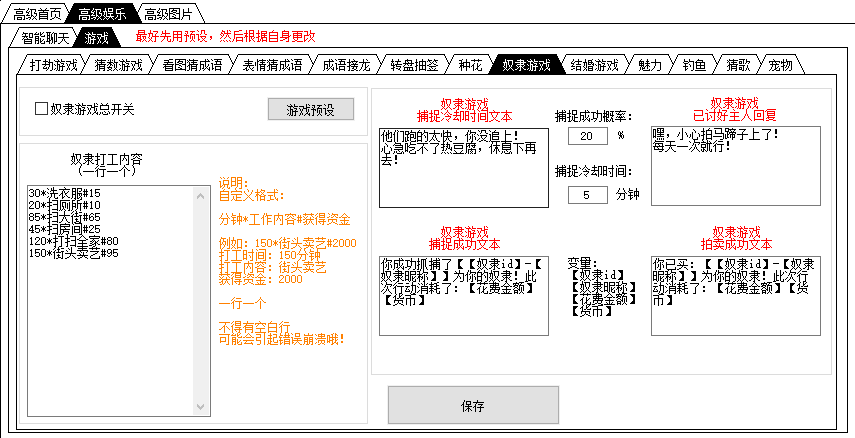 高级首页 高级娱乐 高级图片
智能聊天 游戏 最好先用预设，然后根据自身更改
打劫游戏 猜数游戏 看图猜成语 表情猜成语 成语接龙 转盘抽签 种花 奴隶游戏 结婚游戏 魅力 钓鱼 猜歌 宠物
奴隶游戏总开关
游戏预设
奴隶打工内容
（一行一个）
30*洗衣服#15
20*扫厕所#10
85*扫大街#65
45*扫房间#25
120*打扫全家#80
150*街头卖艺#95
说明：
自定义格式：
分钟*工作内容#获得资金
例如：150*街头卖艺#2000
打工时间：150分钟
打工内容：街头卖艺
获得资金：2000
一行一个
不得有空白行
可能会引起错误崩溃哦！
奴隶游戏
捕捉冷却时间文本
他们跑的太快，你没追上！
心急吃不了热豆腐，休息下再
去！
捕捉成功概率：
20 %
捕捉冷却时间：
5 分钟
奴隶游戏
已讨好主人回复
嘿，小心拍马蹄子上了！
每天一次就行！
奴隶游戏
捕捉成功文本
你成功抓捕了【【奴隶id】-【奴
隶昵称】】为你的奴隶！此
次行动消耗了：【花费金额】
【货币】
变量：
【奴隶id】
【奴隶昵称】
【花费金额】
【货币】
奴隶游戏
拍卖成功文本
你已买：【【奴隶id】-【奴隶
昵称】】为你的奴隶！此次行
动消耗了：【花费金额】【货
币】
保存